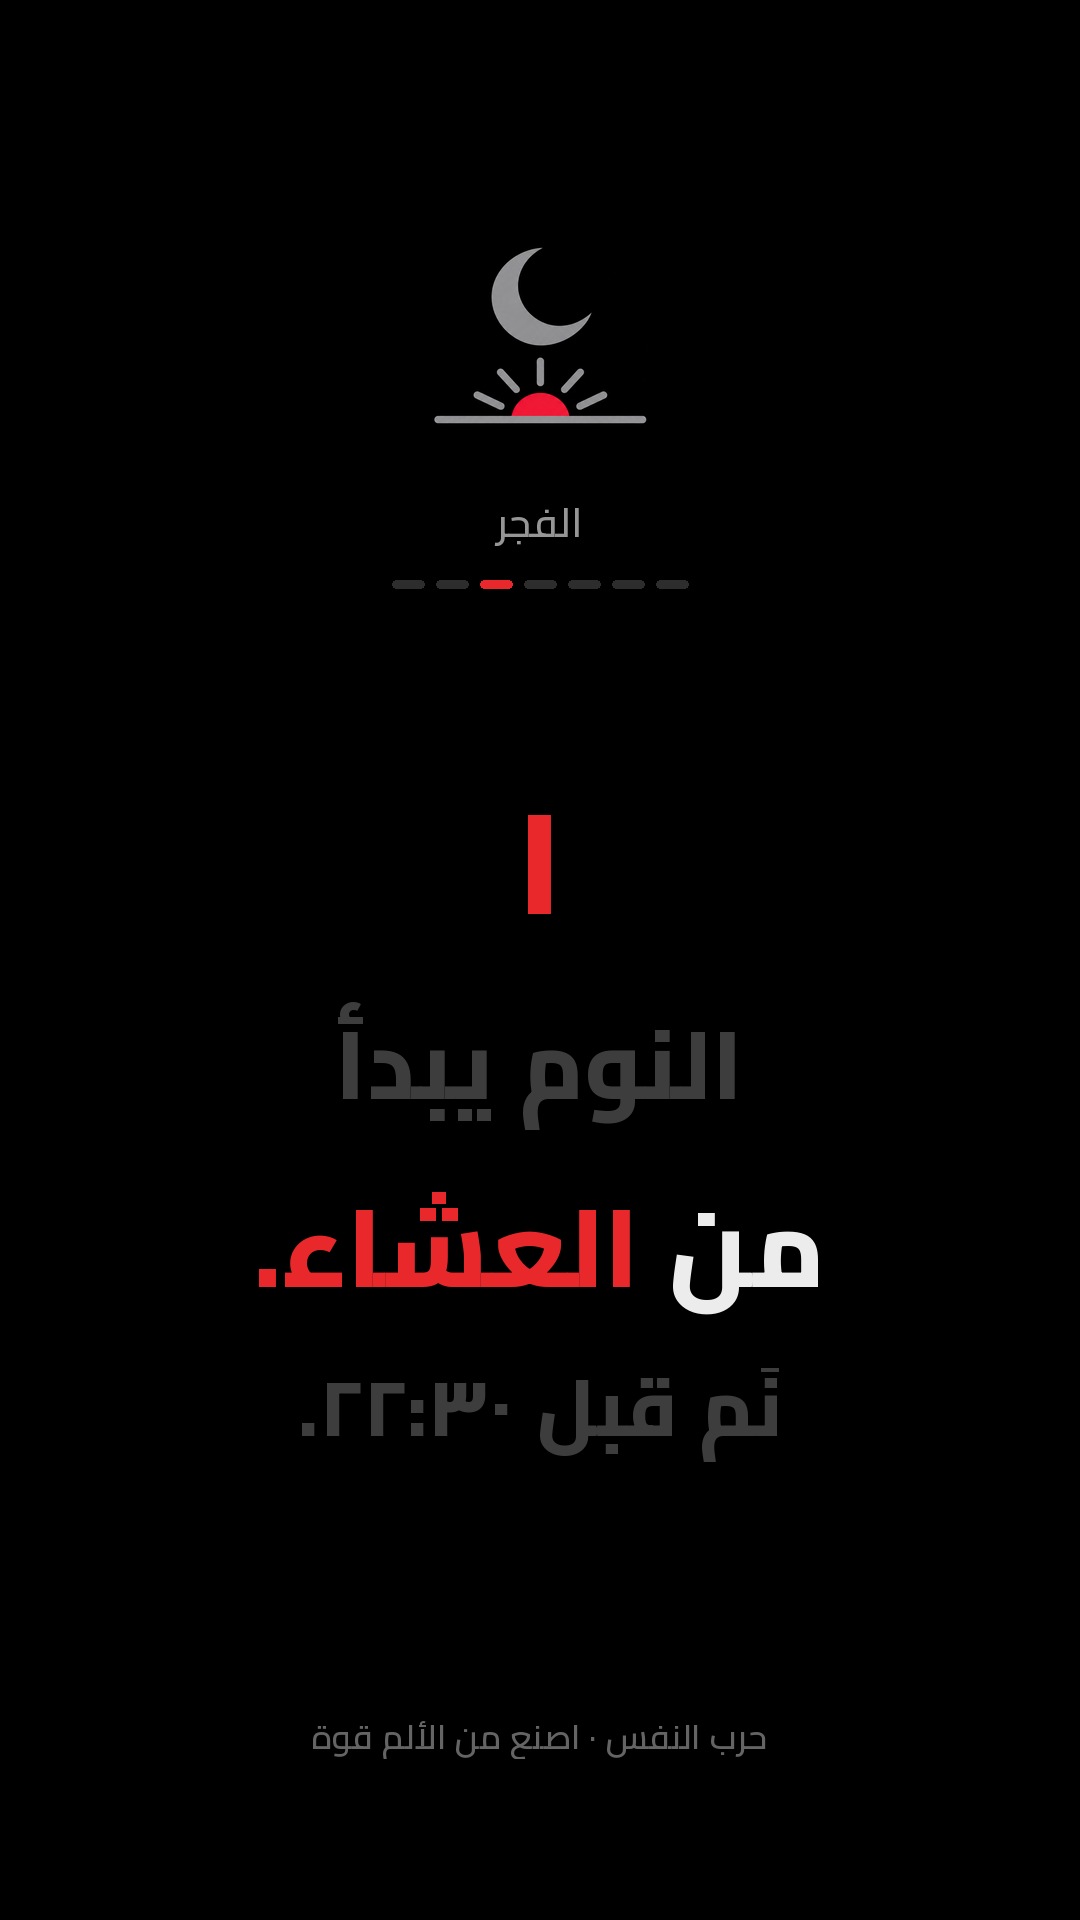 الفجر
١
النوم يبدأ
من العشاء.
نَم قبل ٢٢:٣٠.
حرب النفس · اصنع من الألم قوة